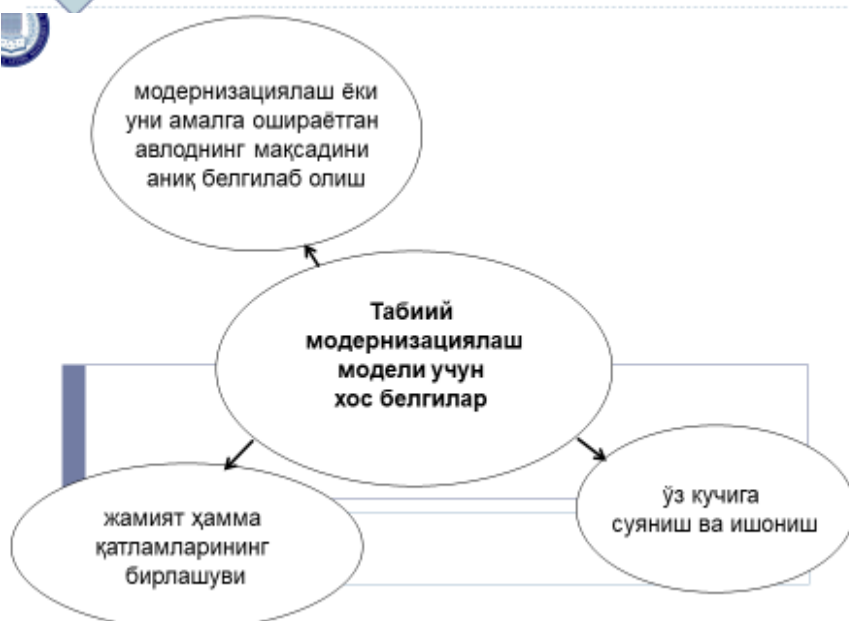 модернизациялаш ёки
уни амалга ошираётган
авлоднинг мақсадини
аниқ белгилаб олиш
Табиий
модернизациялаш
модели учун
хос белгилар
жамият ҳамма
қатламларининг
бирлашуви
ўз кучига
суяниш ва ишониш